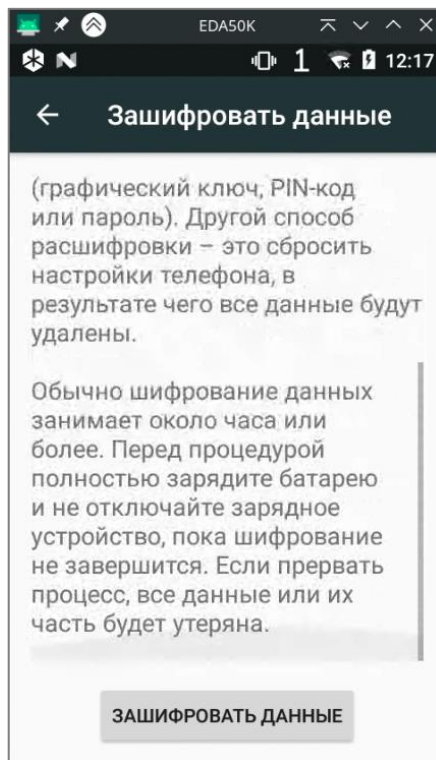 EDA50K
1 12:17
Зашифровать данные
(графический ключ, PIN-код
или пароль). Другой способ
расшифровки – это сбросить
настройки телефона, в
результате чего все данные будут
удалены.
Обычно шифрование данных
занимает около часа или
более. Перед процедурой
полностью зарядите батарею
и не отключайте зарядное
устройство, пока шифрование
не завершится. Если прервать
процесс, все данные или их
часть будет утеряна.
ЗАШИФРОВАТЬ ДАННЫЕ